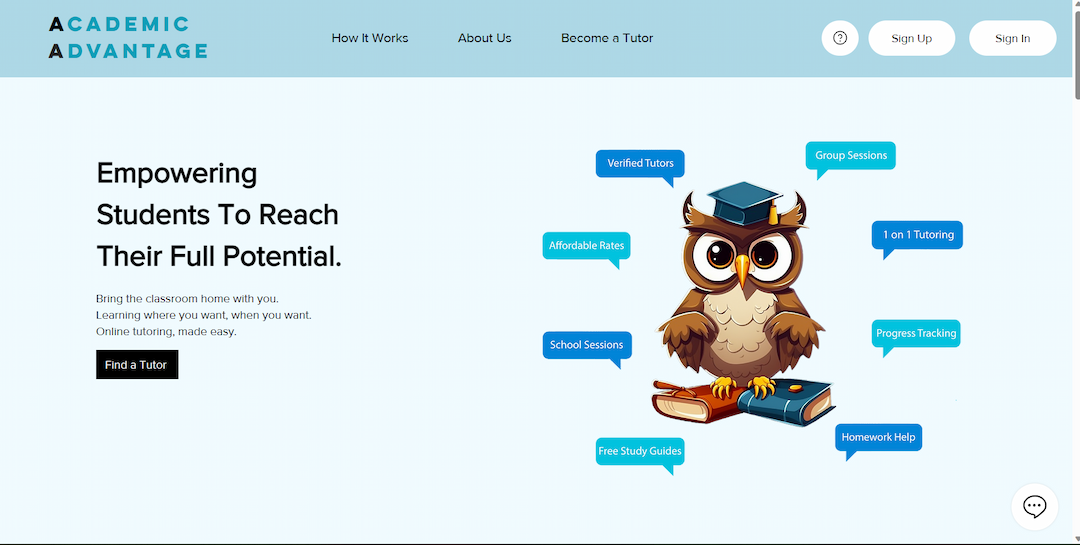 ACADEMIC
ADVANTAGE
How It Works
About Us
Become a Tutor
?
Sign Up
Sign In
Empowering
Students To Reach
Their Full Potential.
Bring the classroom home with you.
Learning where you want, when you want.
Online tutoring, made easy.
Find a Tutor
Verified Tutors
Group Sessions
Affordable Rates
1 on 1 Tutoring
School Sessions
Progress Tracking
Free Study Guides
Homework Help